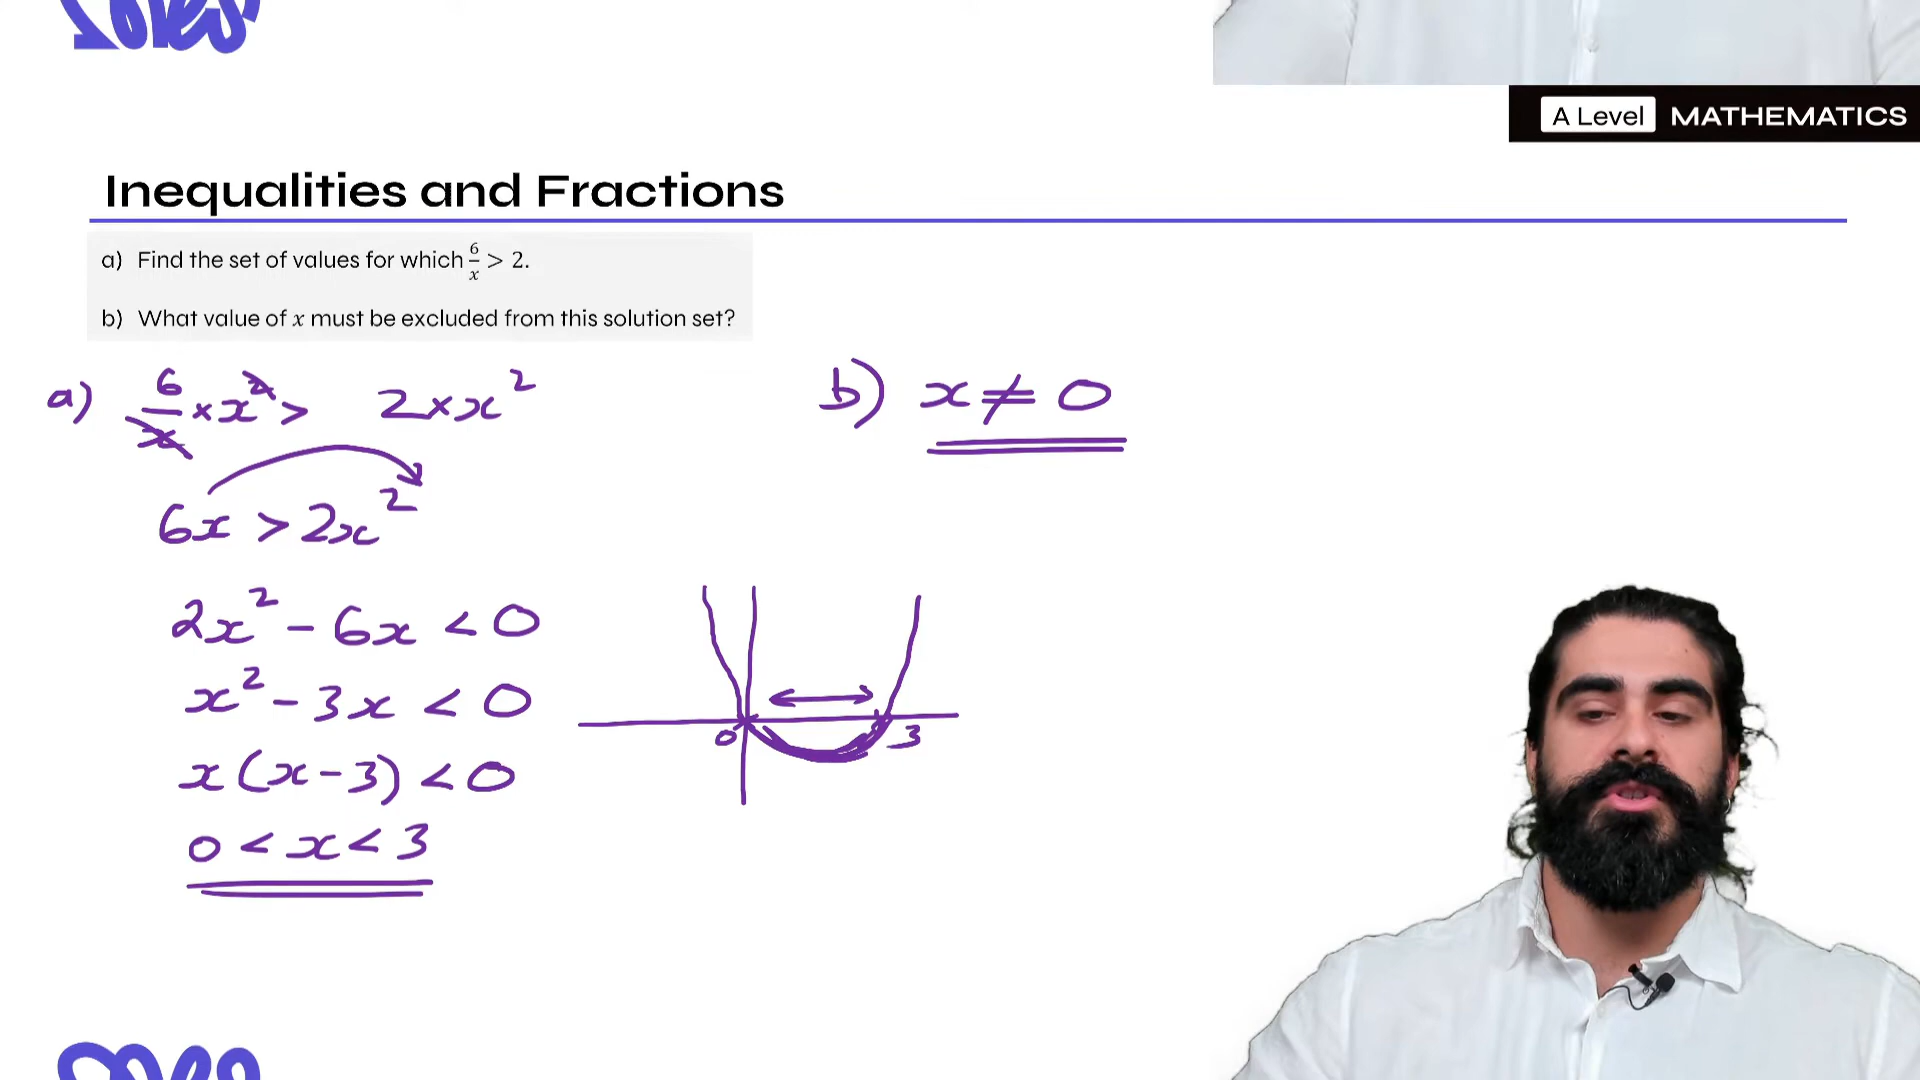 A Level MATHEMATICS
Inequalities and Fractions
a) Find the set of values for which 6/x > 2.
b) What value of x must be excluded from this solution set?
a) 6/x × x² > 2 × x²
6x > 2x²
2x² - 6x < 0
x² - 3x < 0
x(x - 3) < 0
0 < x < 3
b) x ≠ 0
0 3